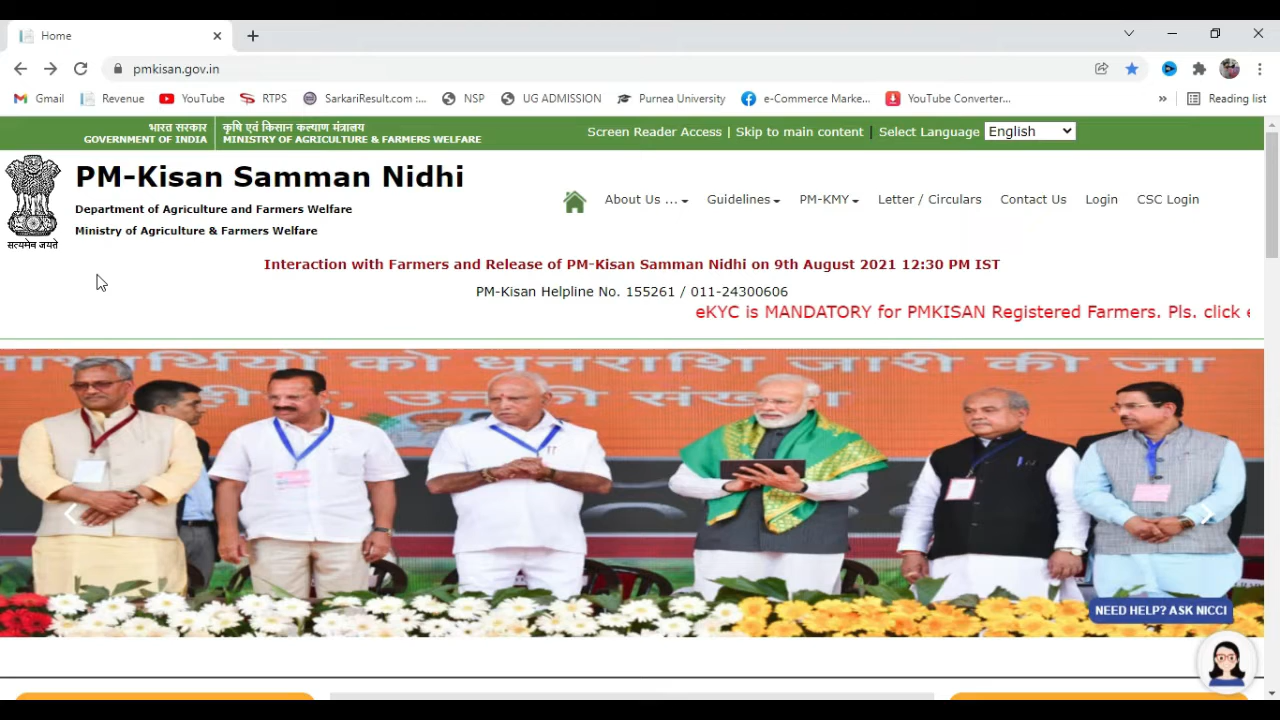 Home
pmkisan.gov.in
Gmail Revenue YouTube RTPS SarkariResult.com :... NSP UG ADMISSION Purnea University e-Commerce Marke... YouTube Converter... » Reading list
भारत सरकार
GOVERNMENT OF INDIA
कृषि एवं किसान कल्याण मंत्रालय
MINISTRY OF AGRICULTURE & FARMERS WELFARE
Screen Reader Access | Skip to main content | Select Language English
PM-Kisan Samman Nidhi
Department of Agriculture and Farmers Welfare
Ministry of Agriculture & Farmers Welfare
सत्यमेव जयते
About Us ... Guidelines PM-KMY Letter / Circulars Contact Us Login CSC Login
Interaction with Farmers and Release of PM-Kisan Samman Nidhi on 9th August 2021 12:30 PM IST
PM-Kisan Helpline No. 155261 / 011-24300606
eKYC is MANDATORY for PMKISAN Registered Farmers. Pls. click
को धनराशि जारी की जा
उनकी संख्या
NEED HELP? ASK NICCI